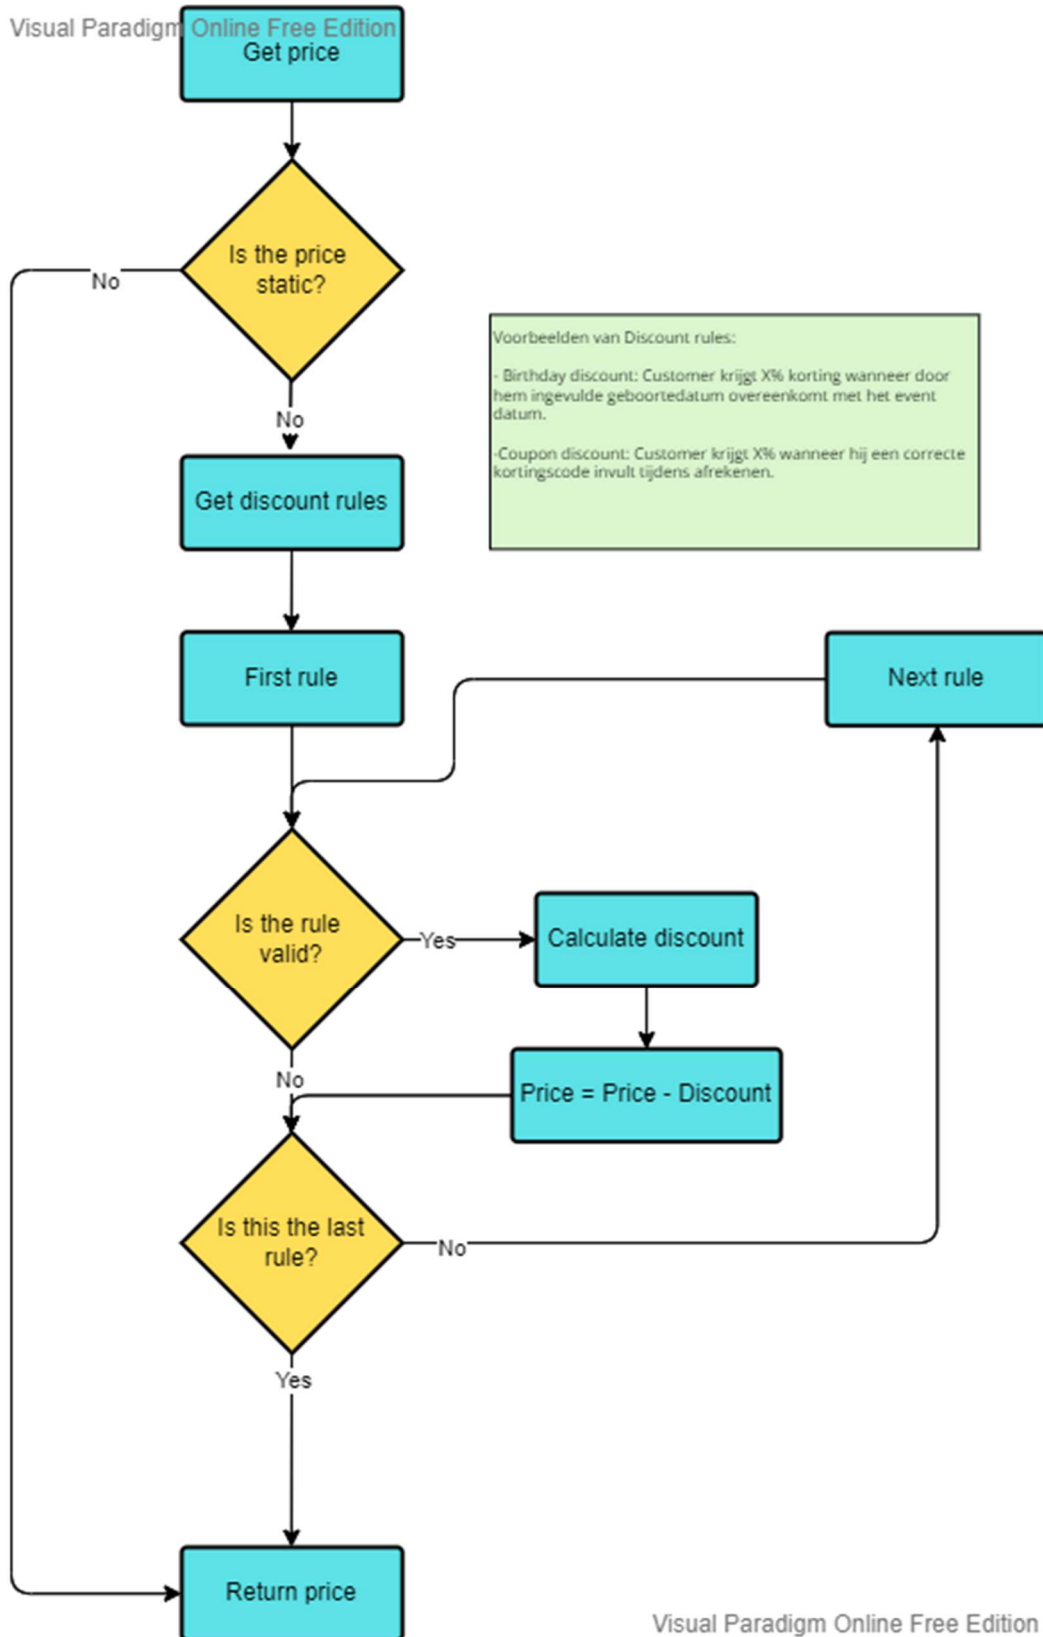 Visual Paradigm Online Free Edition
Get price
Is the price
static?
No
No
Voorbeelden van Discount rules:
- Birthday discount: Customer krijgt X% korting wanneer door
hem ingevulde geboortedatum overeenkomt met het event
datum.
-Coupon discount: Customer krijgt X% wanneer hij een correcte
kortingscode invult tijdens afrekenen.
Get discount rules
First rule
Next rule
Is the rule
valid?
Yes
Calculate discount
No
Price = Price - Discount
Is this the last
rule?
No
Yes
Return price
Visual Paradigm Online Free Edition